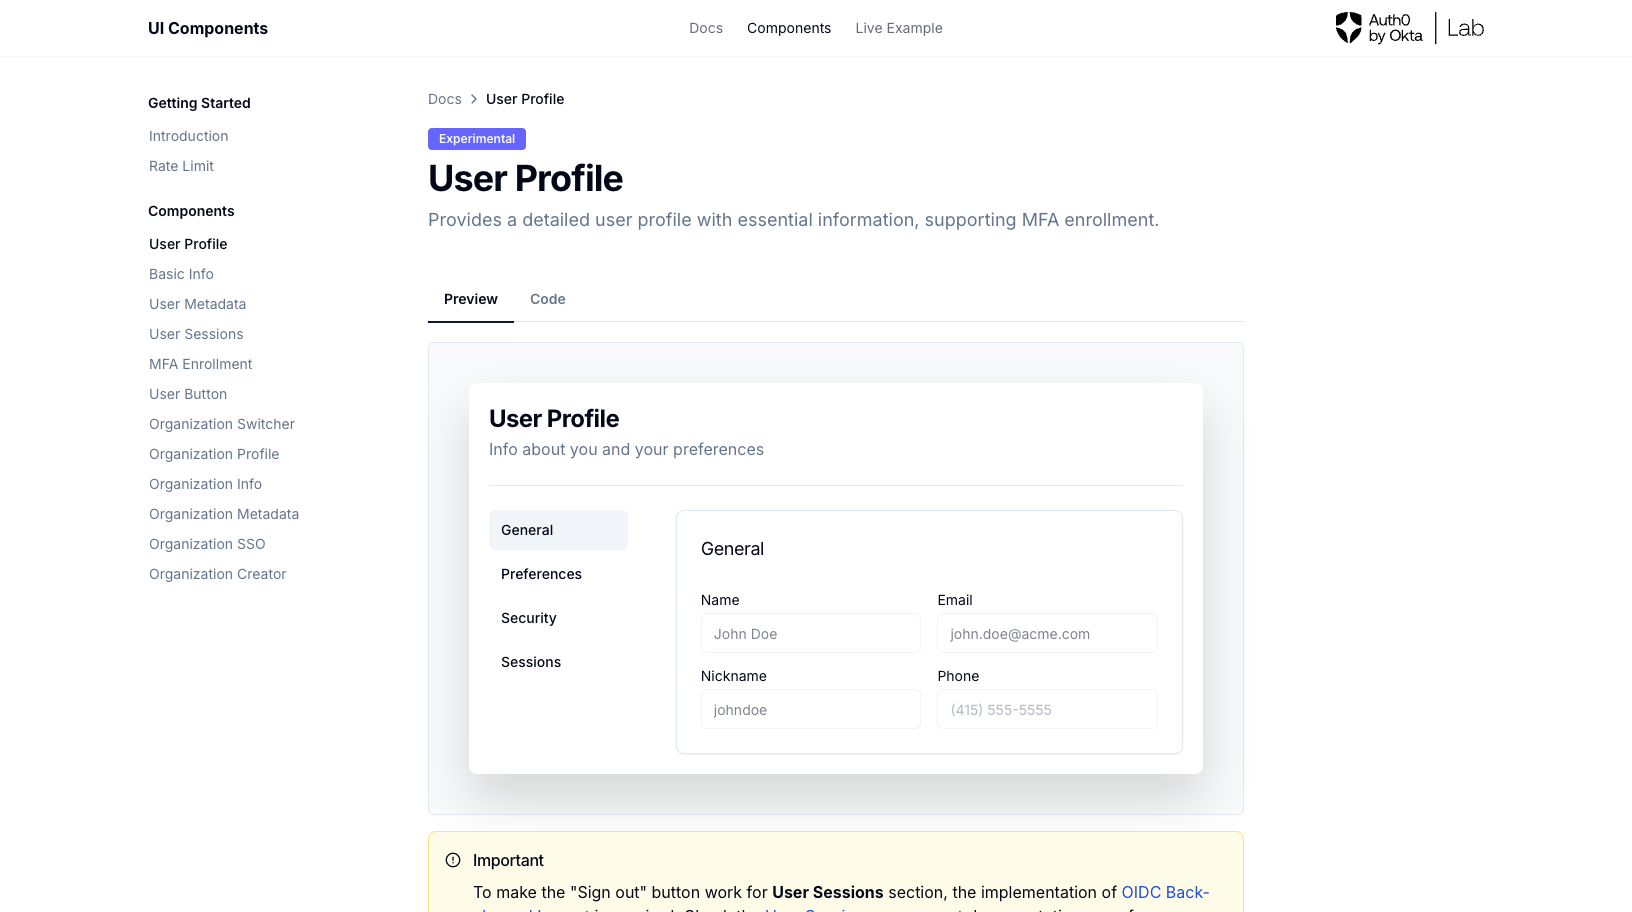 UI Components
Docs
Components
Live Example
Auth0
by Okta
Lab
Getting Started
Introduction
Rate Limit
Components
User Profile
Basic Info
User Metadata
User Sessions
MFA Enrollment
User Button
Organization Switcher
Organization Profile
Organization Info
Organization Metadata
Organization SSO
Organization Creator
Docs > User Profile
Experimental
User Profile
Provides a detailed user profile with essential information, supporting MFA enrollment.
Preview
Code
User Profile
Info about you and your preferences
General
Preferences
Security
Sessions
General
Name
John Doe
Email
john.doe@acme.com
Nickname
johndoe
Phone
(415) 555-5555
Important
To make the "Sign out" button work for User Sessions section, the implementation of OIDC Back-